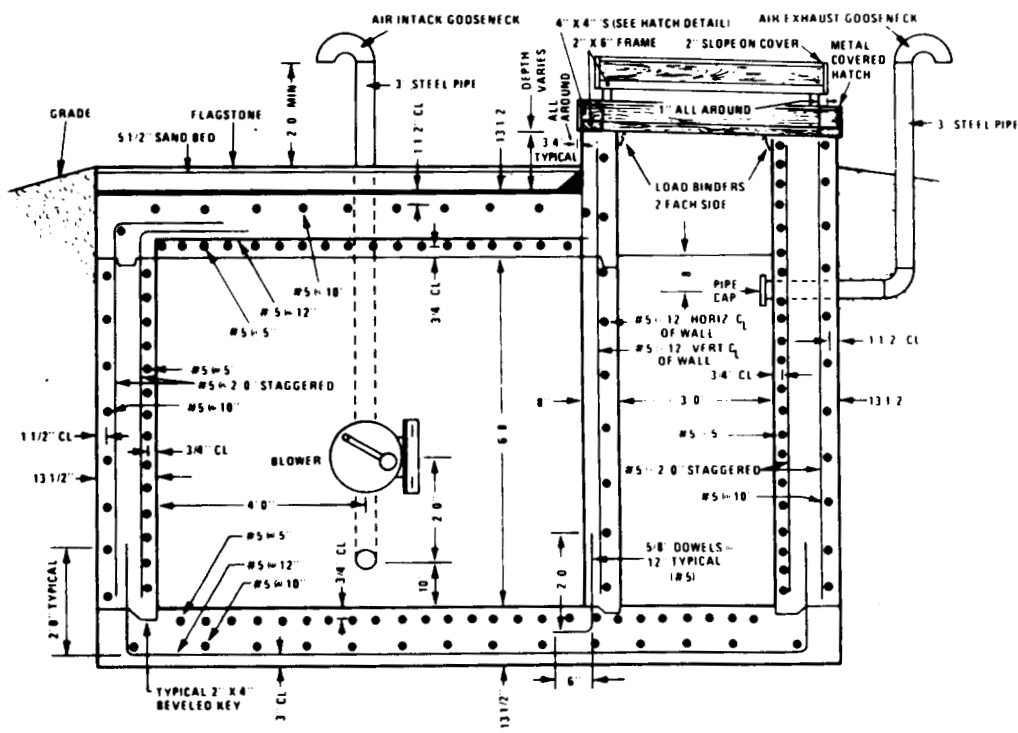 AIR INTACK GOOSENECK
4" X 4"'S (SEE HATCH DETAIL)
AIR EXHAUST GOOSENECK
2" X 6" FRAME
2" SLOPE ON COVER
METAL
COVERED
HATCH
3" STEEL PIPE
DEPTH
VARIES
2 0 MIN
GRADE
FLAGSTONE
5 1/2" SAND BED
1 1 2" CL
13 1 2
ALL
AROUND
1" ALL AROUND
3 STEEL PIPE
3 4
TYPICAL
LOAD BINDERS
2 EACH SIDE
#5 10"
#5 12"
#5 5"
3/4" CL
PIPE
CAP
#5 12 HORIZ CL
OF WALL
#5 12 VERT CL
OF WALL
1 1 2 CL
#5 5
#5 2 0" STAGGERED
#5 10"
3/4" CL
8
3 0"
13 1 2
6 8
1 1/2" CL
3/4" CL
13 1/2"
BLOWER
#5 5
#5 2 0" STAGGERED
#5 10
4' 0"
2 0"
#5 5"
#5 12"
#5 10"
3/4" CL
10"
2 0
5/8" DOWELS
12" TYPICAL
(#5)
2' 0" TYPICAL
TYPICAL 2" X 4"
BEVELED KEY
3" CL
13 1/2"
6"